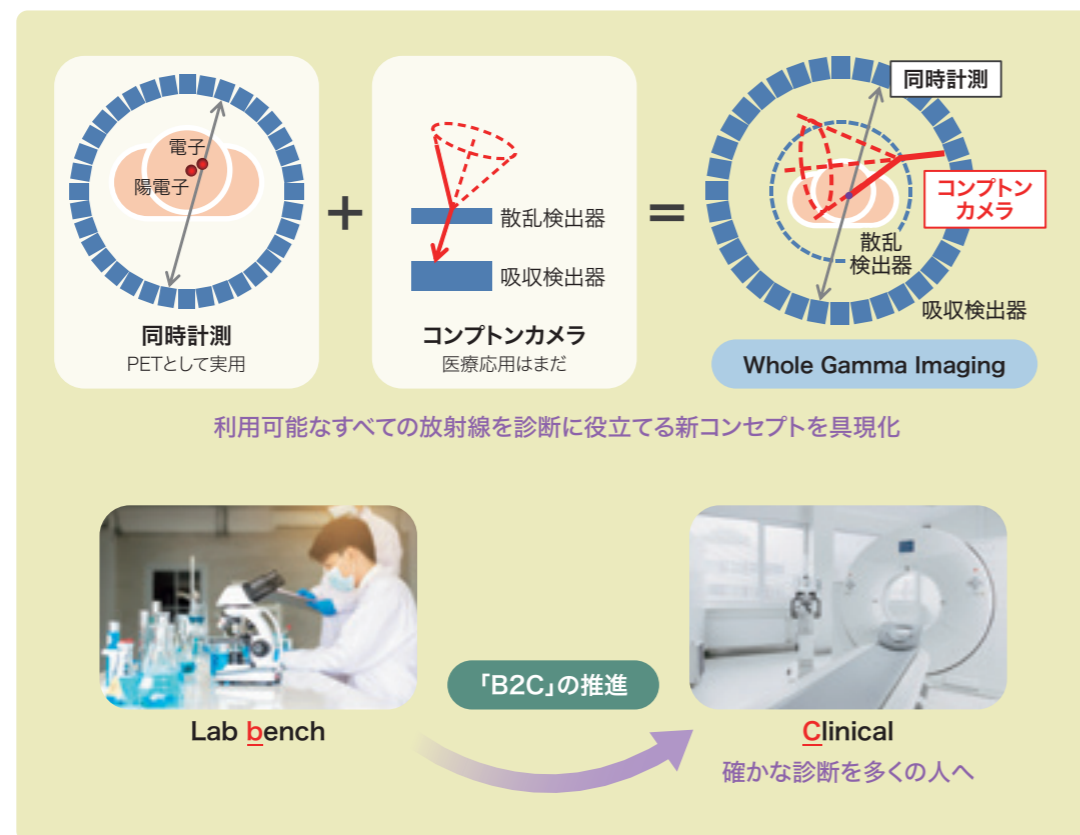 電子
陽電子
同時計測
PETとして実用
+
散乱検出器
吸収検出器
コンプトンカメラ
医療応用はまだ
=
同時計測
コンプトン
カメラ
散乱
検出器
吸収検出器
Whole Gamma Imaging
利用可能なすべての放射線を診断に役立てる新コンセプトを具現化
Lab bench
「B2C」の推進
Clinical
確かな診断を多くの人へ